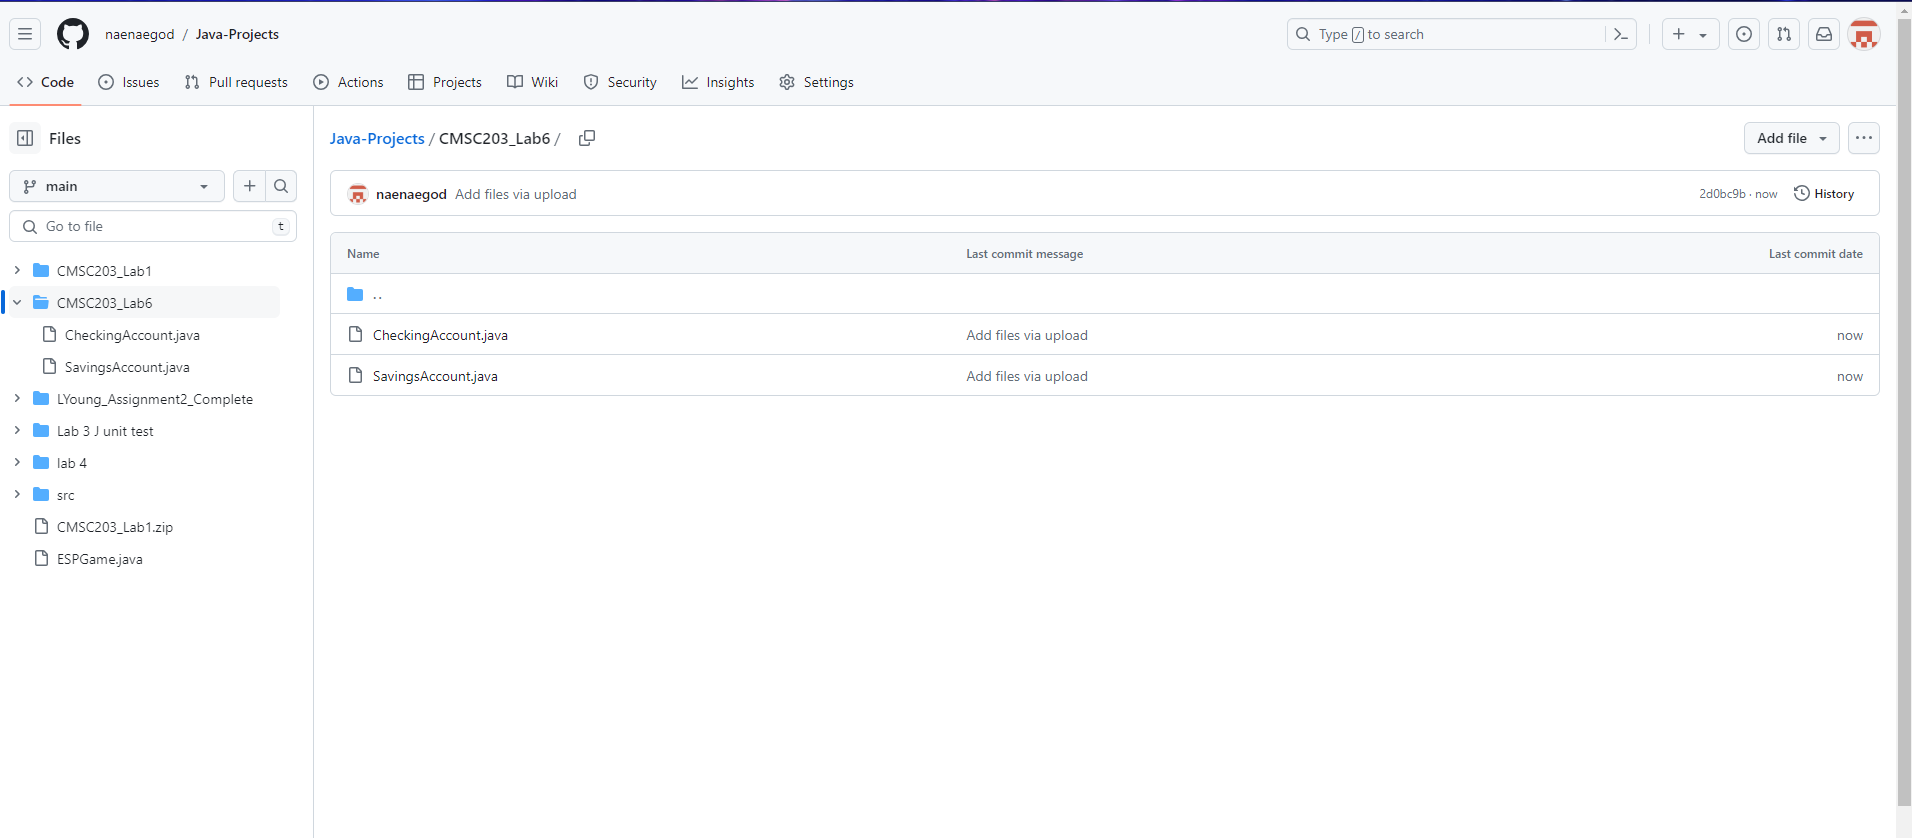 naenaegod / Java-Projects
Type / to search
Code Issues Pull requests Actions Projects Wiki Security Insights Settings
Files
main
Go to file t
CMSC203_Lab1
CMSC203_Lab6
CheckingAccount.java
SavingsAccount.java
LYoung_Assignment2_Complete
Lab 3 J unit test
lab 4
src
CMSC203_Lab1.zip
ESPGame.java
Java-Projects / CMSC203_Lab6 /
Add file
naenaegod Add files via upload 2d0bc9b · now History
Name Last commit message Last commit date
..
CheckingAccount.java Add files via upload now
SavingsAccount.java Add files via upload now